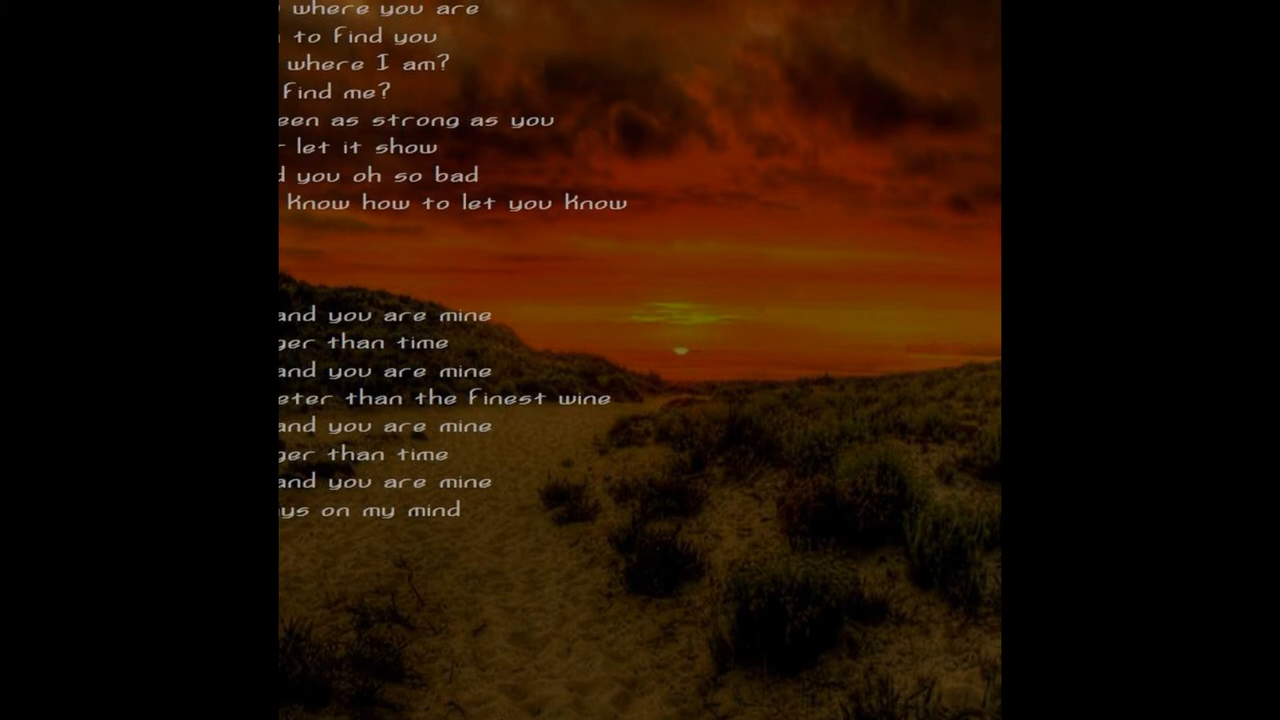 where you are
to find you
where I am?
find me?
een as strong as you
let it show
you oh so bad
know how to let you know
and you are mine
ger than time
and you are mine
eter than the finest wine
and you are mine
ger than time
and you are mine
ys on my mind